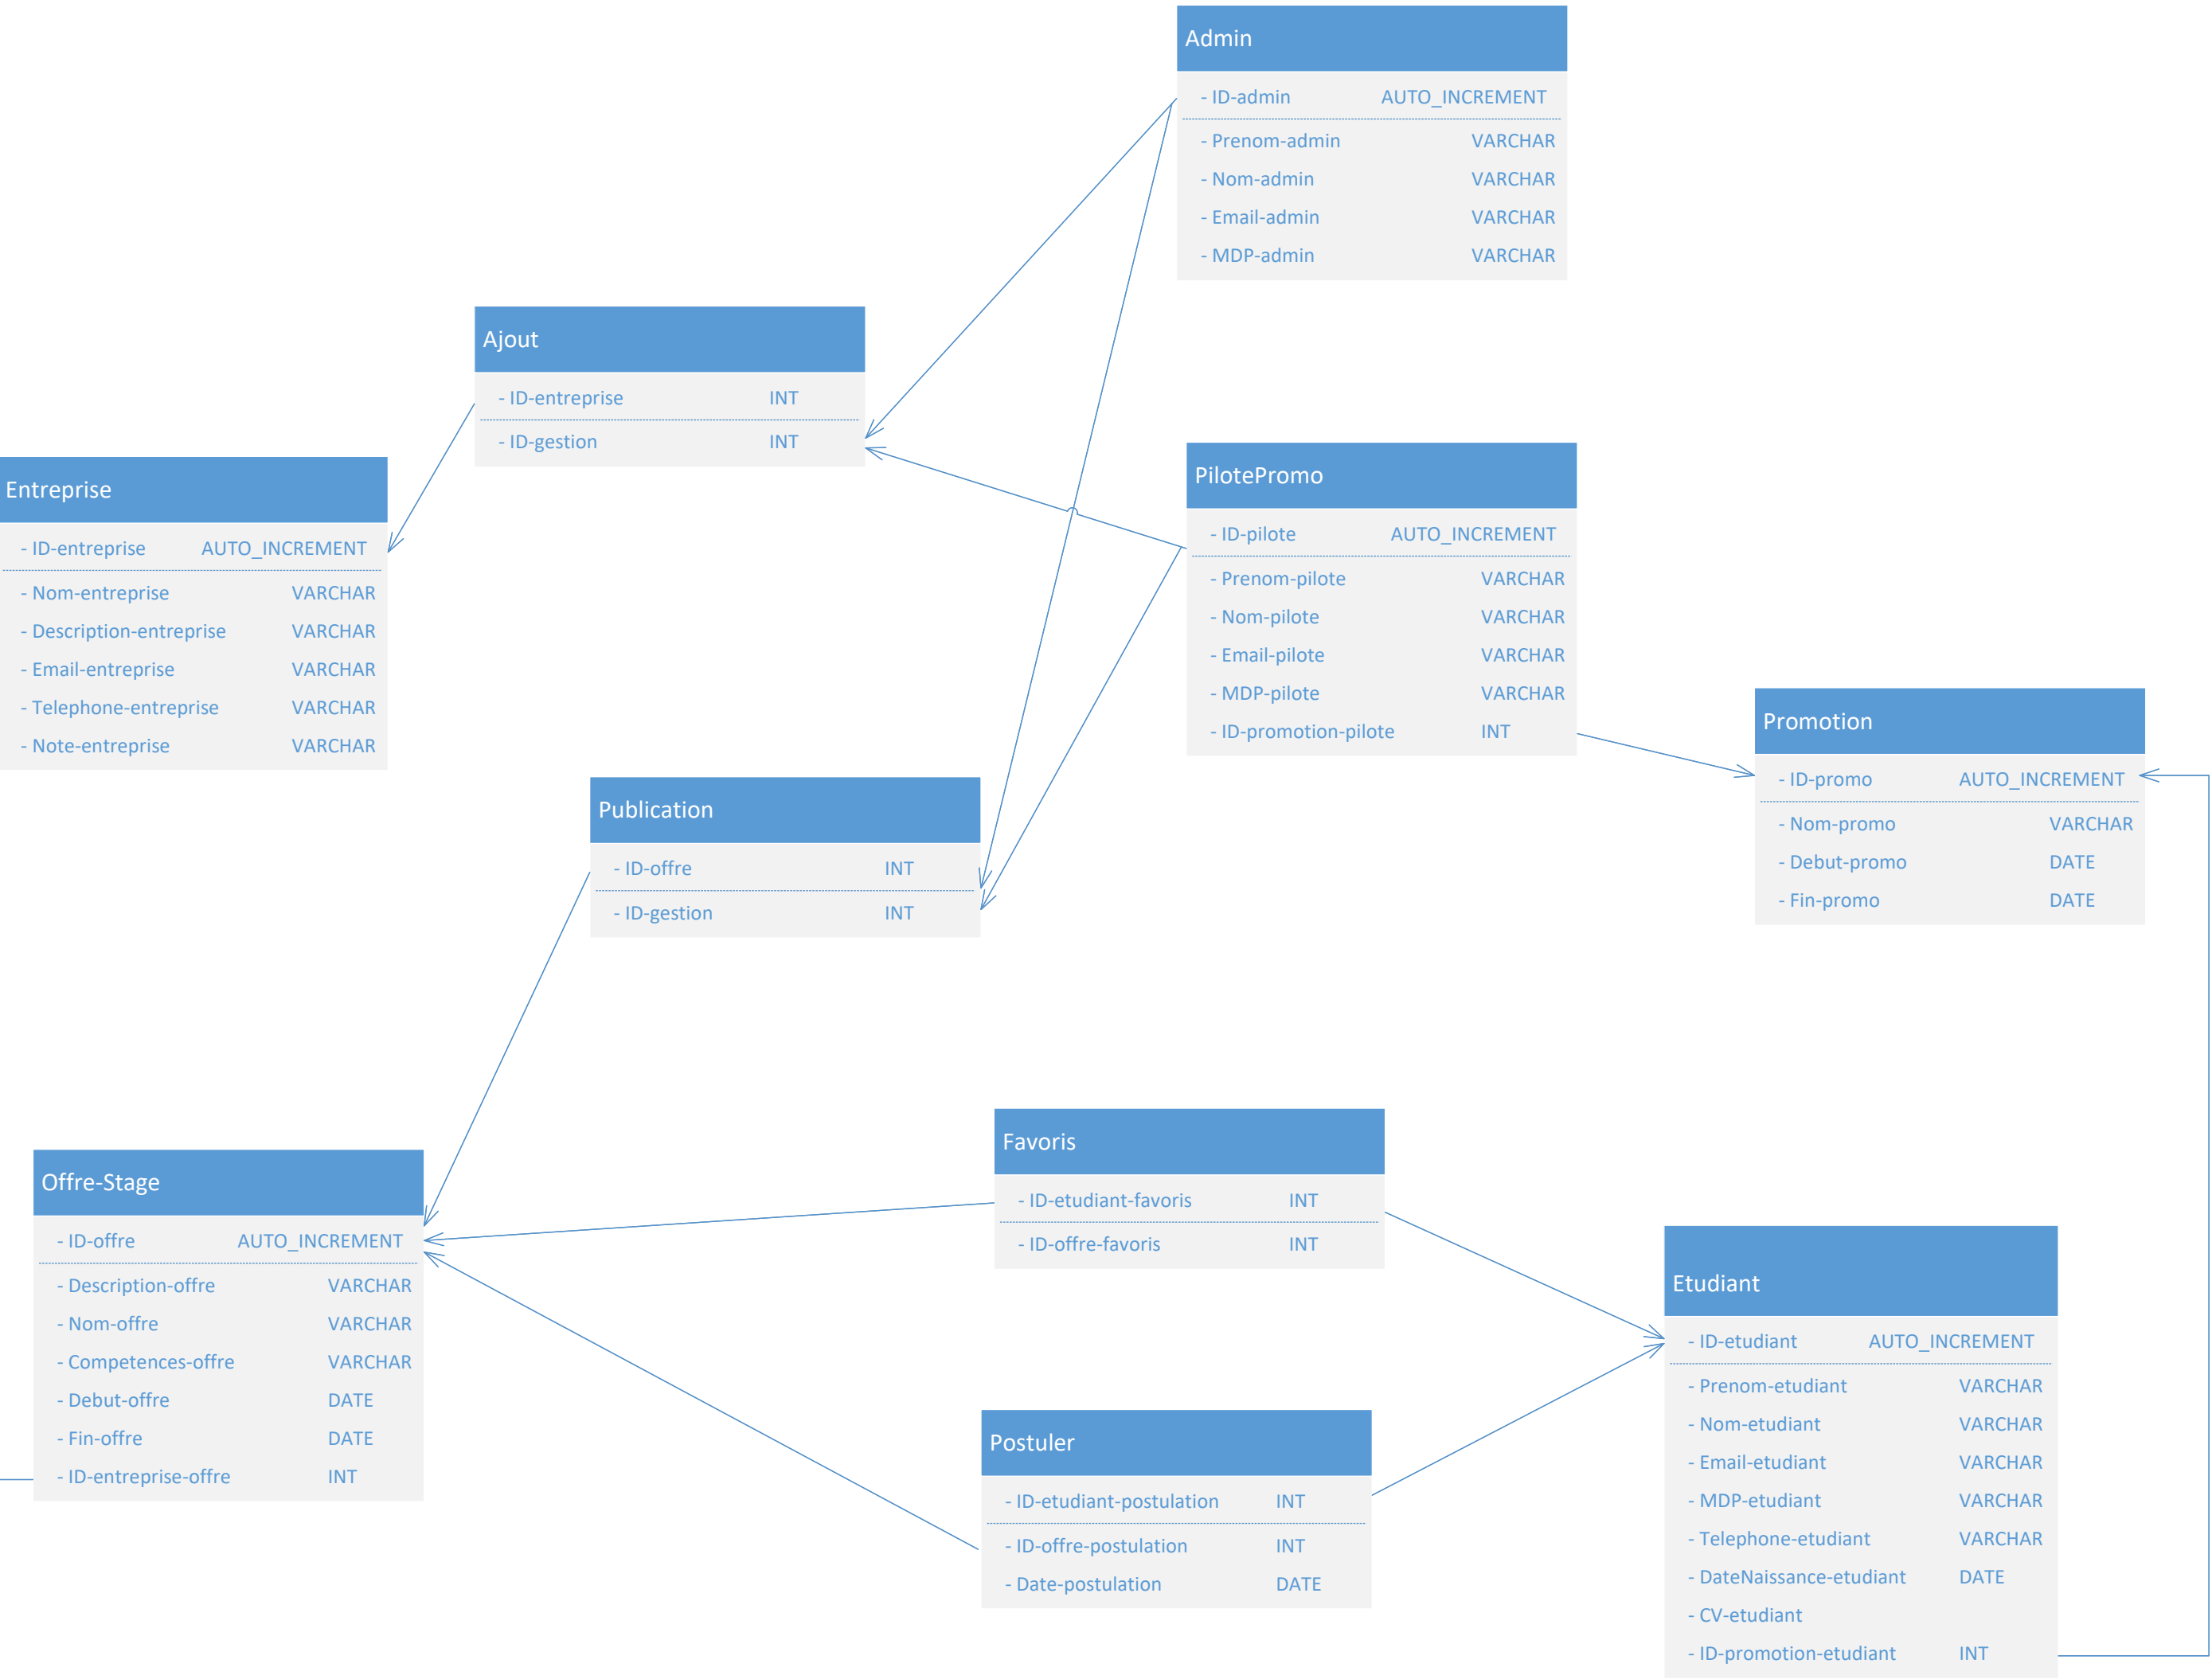 Admin
- ID-admin AUTO_INCREMENT
- Prenom-admin VARCHAR
- Nom-admin VARCHAR
- Email-admin VARCHAR
- MDP-admin VARCHAR
Ajout
- ID-entreprise INT
- ID-gestion INT
Entreprise
- ID-entreprise AUTO_INCREMENT
- Nom-entreprise VARCHAR
- Description-entreprise VARCHAR
- Email-entreprise VARCHAR
- Telephone-entreprise VARCHAR
- Note-entreprise VARCHAR
PilotePromo
- ID-pilote AUTO_INCREMENT
- Prenom-pilote VARCHAR
- Nom-pilote VARCHAR
- Email-pilote VARCHAR
- MDP-pilote VARCHAR
- ID-promotion-pilote INT
Promotion
- ID-promo AUTO_INCREMENT
- Nom-promo VARCHAR
- Debut-promo DATE
- Fin-promo DATE
Publication
- ID-offre INT
- ID-gestion INT
Favoris
- ID-etudiant-favoris INT
- ID-offre-favoris INT
Offre-Stage
- ID-offre AUTO_INCREMENT
- Description-offre VARCHAR
- Nom-offre VARCHAR
- Competences-offre VARCHAR
- Debut-offre DATE
- Fin-offre DATE
- ID-entreprise-offre INT
Etudiant
- ID-etudiant AUTO_INCREMENT
- Prenom-etudiant VARCHAR
- Nom-etudiant VARCHAR
- Email-etudiant VARCHAR
- MDP-etudiant VARCHAR
- Telephone-etudiant VARCHAR
- DateNaissance-etudiant DATE
- CV-etudiant
- ID-promotion-etudiant INT
Postuler
- ID-etudiant-postulation INT
- ID-offre-postulation INT
- Date-postulation DATE